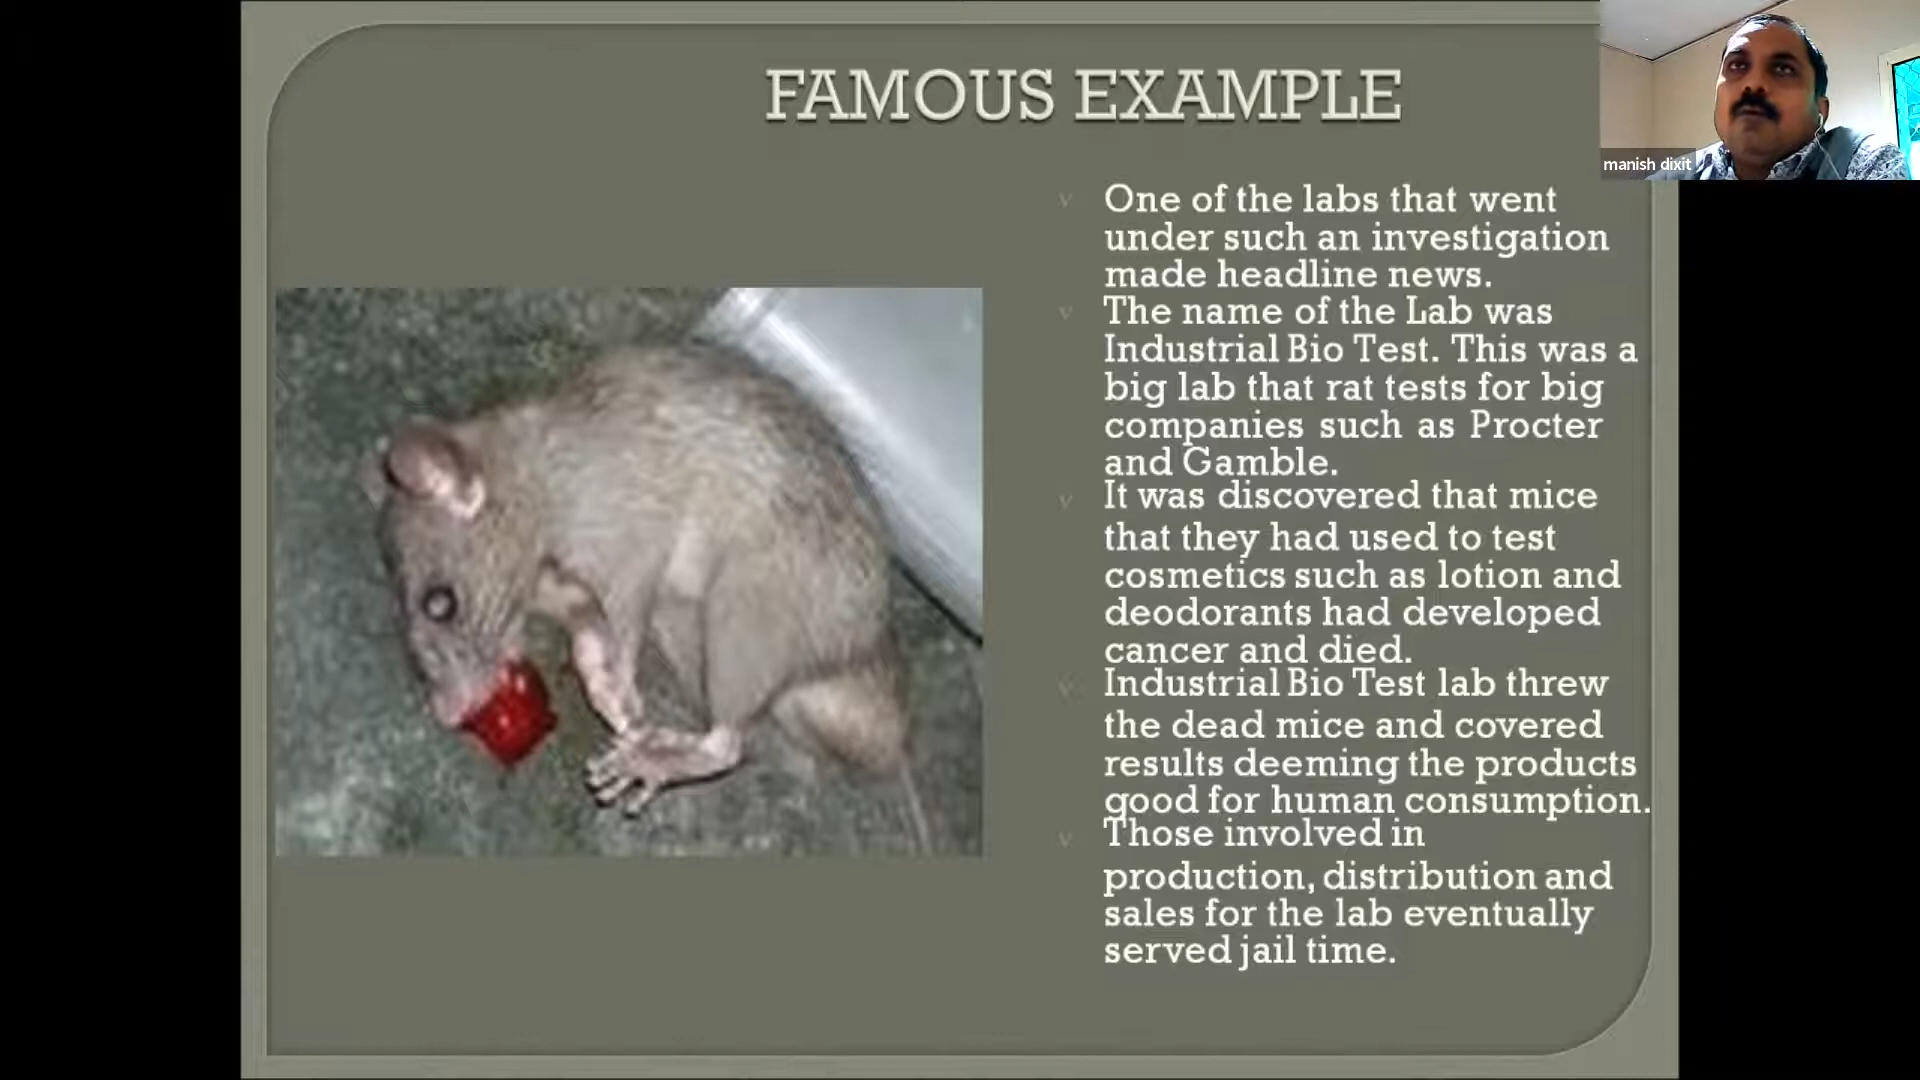 FAMOUS EXAMPLE
manish dixit
One of the labs that went
under such an investigation
made headline news.
The name of the Lab was
Industrial Bio Test. This was a
big lab that rat tests for big
companies such as Procter
and Gamble.
It was discovered that mice
that they had used to test
cosmetics such as lotion and
deodorants had developed
cancer and died.
Industrial Bio Test lab threw
the dead mice and covered
results deeming the products
good for human consumption.
Those involved in
production, distribution and
sales for the lab eventually
served jail time.